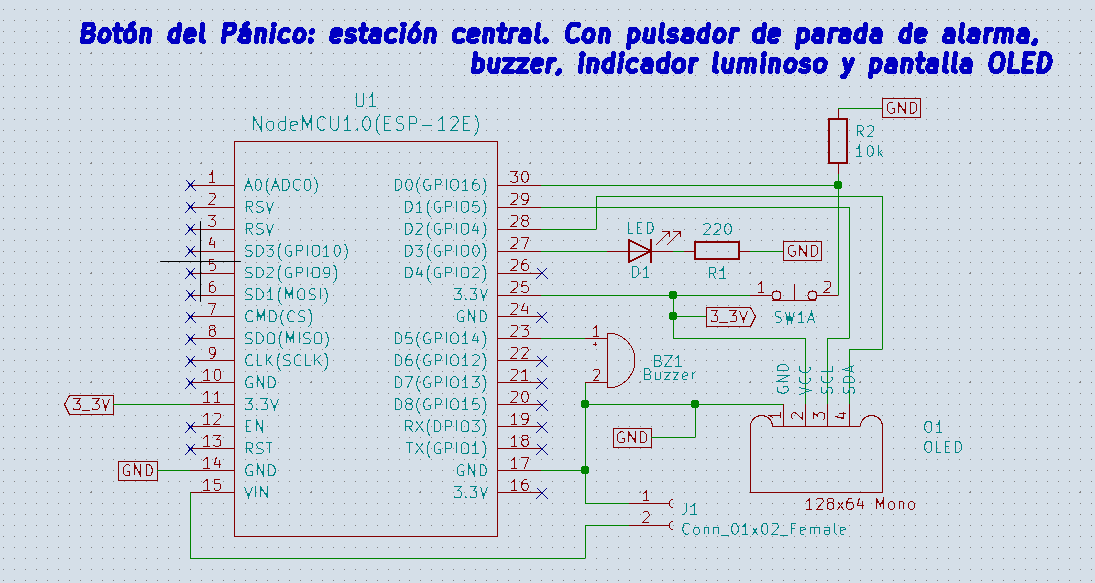 Botón del Pánico: estación central. Con pulsador de parada de alarma,
buzzer, indicador luminoso y pantalla OLED
U1
NodeMCU1.0(ESP-12E)
1 A0(ADC0)
2 RSV
3 RSV
4 SD3(GPIO10)
5 SD2(GPIO9)
6 SD1(MOSI)
7 CMD(CS)
8 SD0(MISO)
9 CLK(SCLK)
10 GND
3_3V 11 3.3V
12 EN
13 RST
GND 14 GND
15 VIN
D0(GPIO16) 30
D1(GPIO5) 29
D2(GPIO4) 28
D3(GPIO0) 27
D4(GPIO2) 26
3.3V 25
GND 24
D5(GPIO14) 23
D6(GPIO12) 22
D7(GPIO13) 21
D8(GPIO15) 20
RX(DPIO3) 19
TX(GPIO1) 18
GND 17
3.3V 16
GND
R2
10k
LED
D1
220
R1
GND
1 2
SW1A
3_3V
1
+
2
BZ1
Buzzer
GND
GND VCC SCL SDA
1 2 3 4
O1
OLED
128x64 Mono
1
2
J1
Conn_01x02_Female